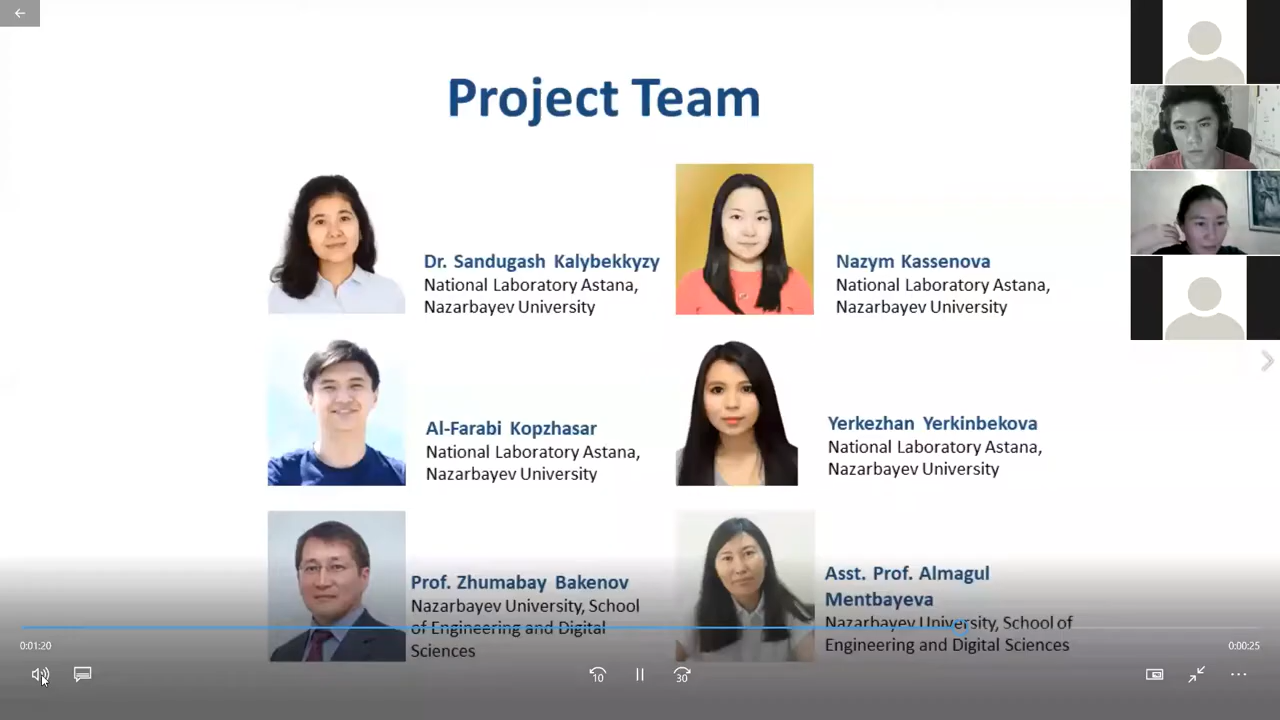 Project Team
Dr. Sandugash Kalybekkyzy
National Laboratory Astana,
Nazarbayev University
Nazym Kassenova
National Laboratory Astana,
Nazarbayev University
Al-Farabi Kopzhasar
National Laboratory Astana,
Nazarbayev University
Yerkezhan Yerkinbekova
National Laboratory Astana,
Nazarbayev University
Prof. Zhumabay Bakenov
Nazarbayev University, School
of Engineering and Digital
Sciences
Asst. Prof. Almagul
Mentbayeva
Nazarbayev University, School of
Engineering and Digital Sciences
0:01:20
0:00:25
10
30